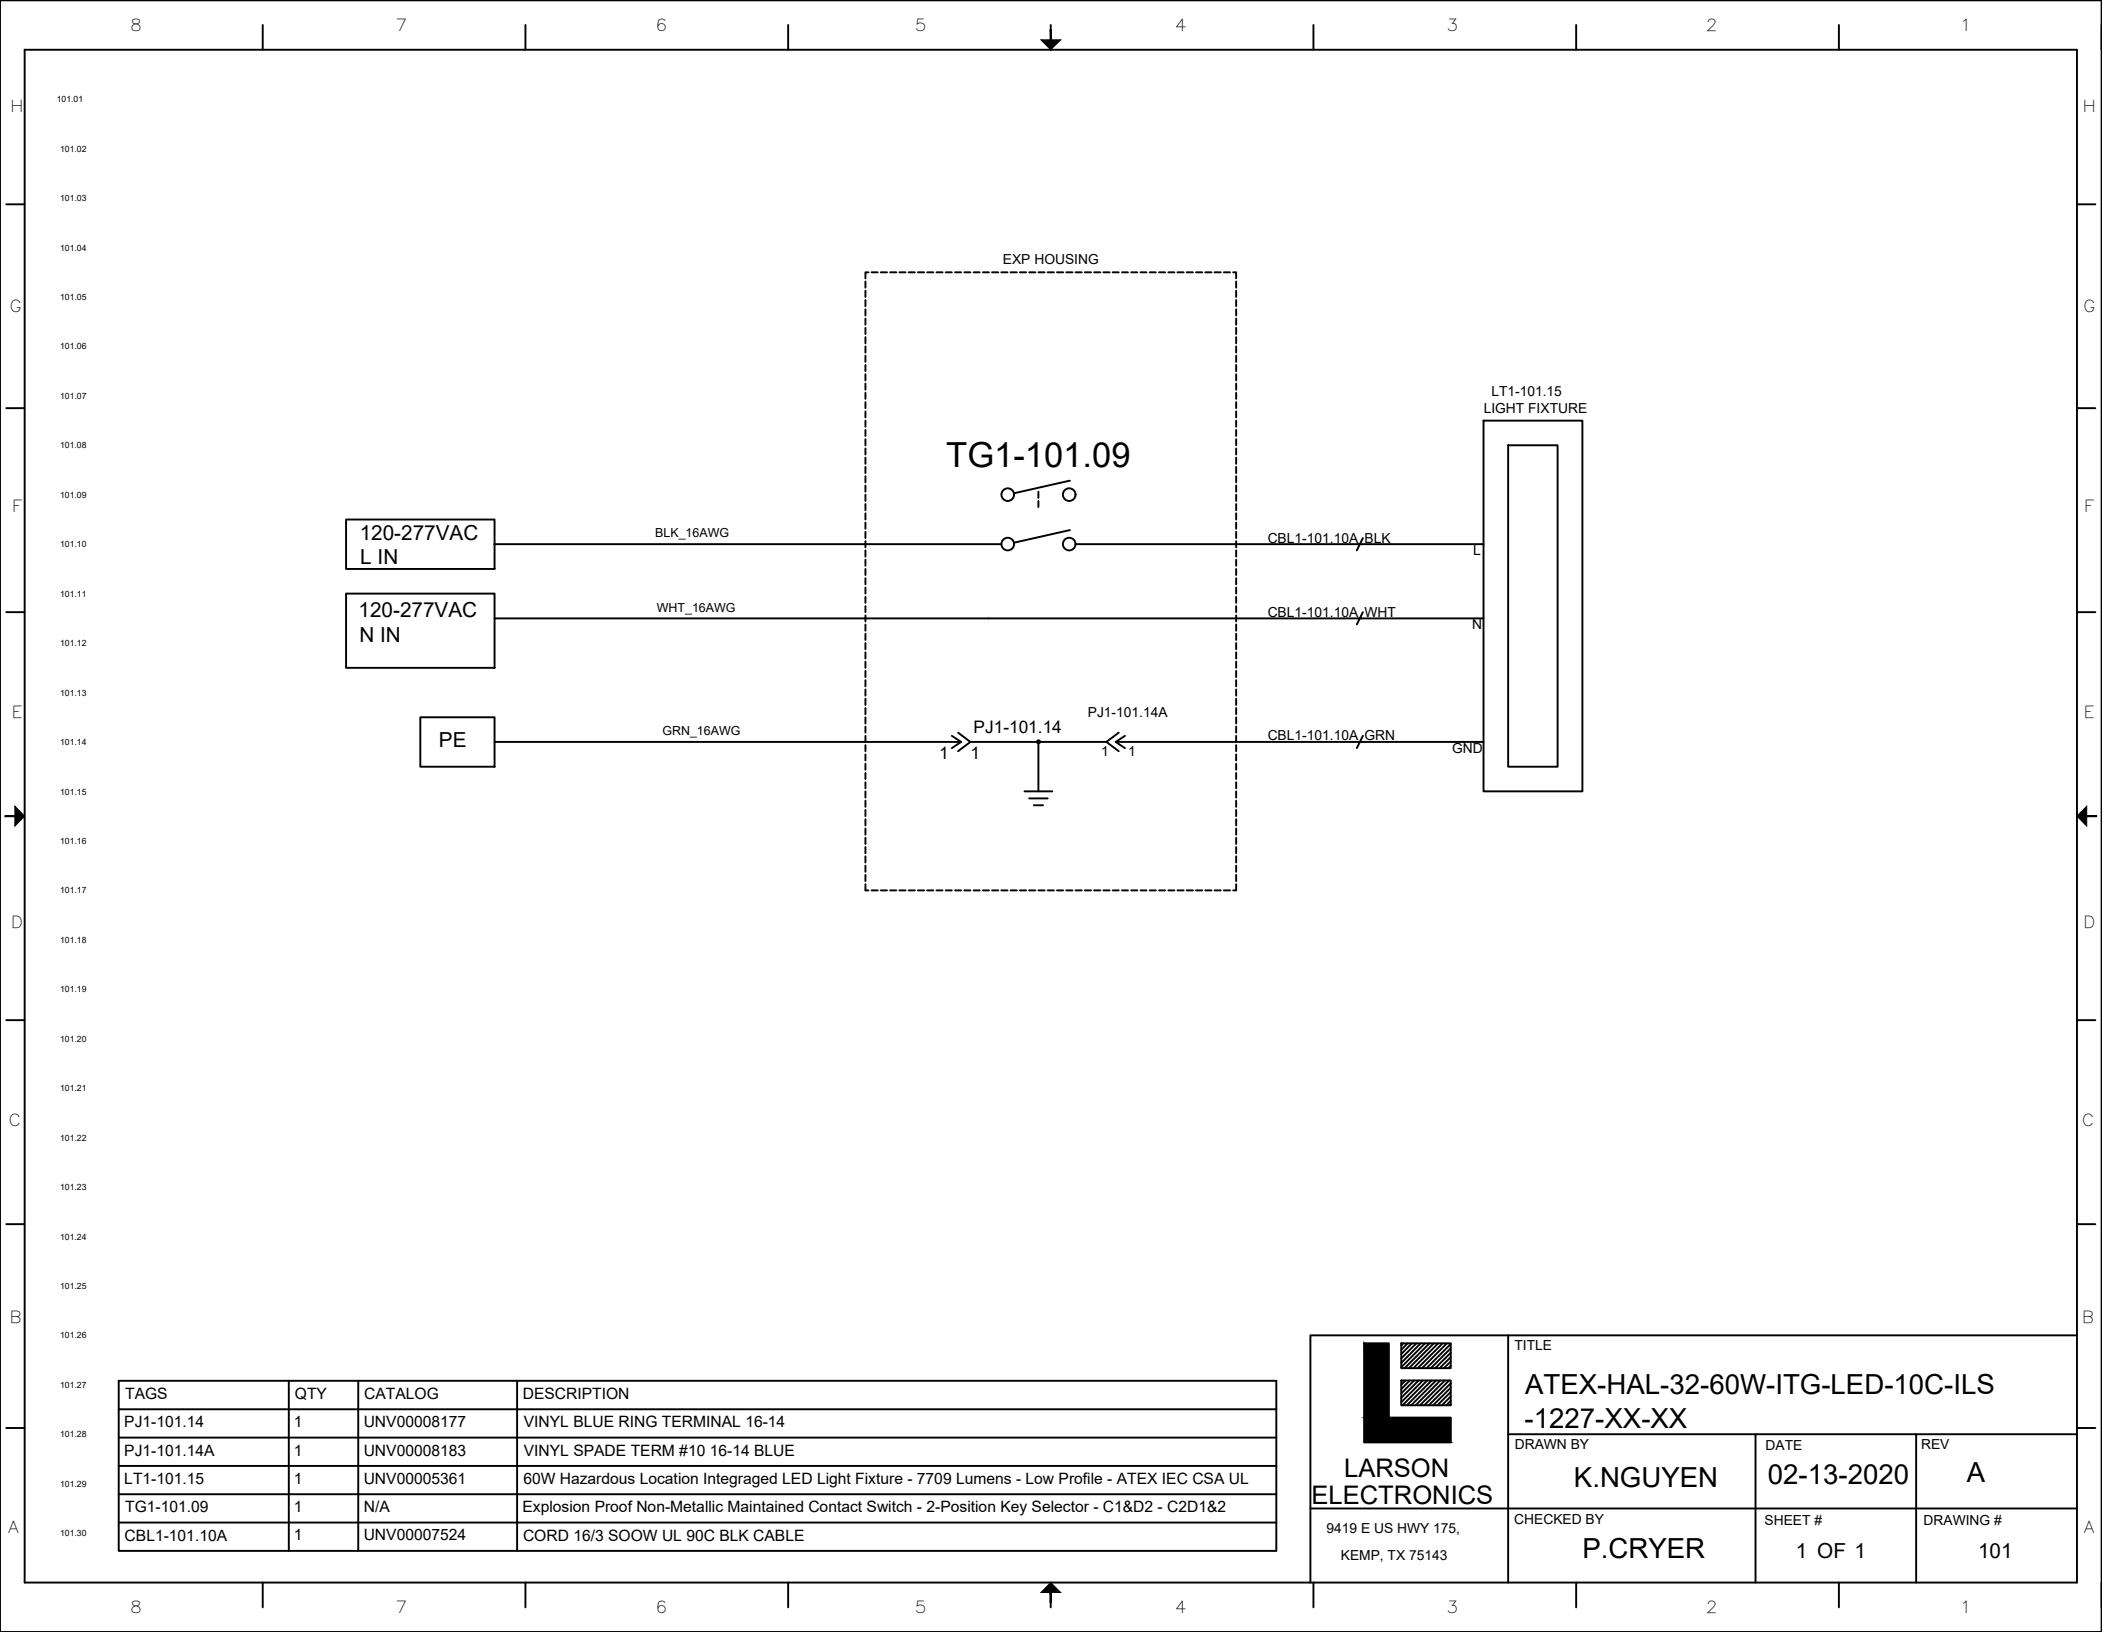 8 7 6 5 4 3 2 1
H H
G G
F F
E E
D D
C C
B B
A A
101.01
101.02
101.03
101.04
101.05
101.06
101.07
101.08
101.09
101.10
101.11
101.12
101.13
101.14
101.15
101.16
101.17
101.18
101.19
101.20
101.21
101.22
101.23
101.24
101.25
101.26
101.27
101.28
101.29
101.30
EXP HOUSING
LT1-101.15
LIGHT FIXTURE
TG1-101.09
120-277VAC
L IN
BLK_16AWG
CBL1-101.10A/BLK
L
120-277VAC
N IN
WHT_16AWG
CBL1-101.10A/WHT
N
PE
GRN_16AWG
PJ1-101.14
PJ1-101.14A
1 1
1 1
CBL1-101.10A/GRN
GND
TAGS QTY CATALOG DESCRIPTION
PJ1-101.14 1 UNV00008177 VINYL BLUE RING TERMINAL 16-14
PJ1-101.14A 1 UNV00008183 VINYL SPADE TERM #10 16-14 BLUE
LT1-101.15 1 UNV00005361 60W Hazardous Location Integraged LED Light Fixture - 7709 Lumens - Low Profile - ATEX IEC CSA UL
TG1-101.09 1 N/A Explosion Proof Non-Metallic Maintained Contact Switch - 2-Position Key Selector - C1&D2 - C2D1&2
CBL1-101.10A 1 UNV00007524 CORD 16/3 SOOW UL 90C BLK CABLE
LARSON
ELECTRONICS
9419 E US HWY 175,
KEMP, TX 75143
TITLE
ATEX-HAL-32-60W-ITG-LED-10C-ILS
-1227-XX-XX
DRAWN BY
K.NGUYEN
DATE
02-13-2020
REV
A
CHECKED BY
P.CRYER
SHEET #
1 OF 1
DRAWING #
101
8 7 6 5 4 3 2 1